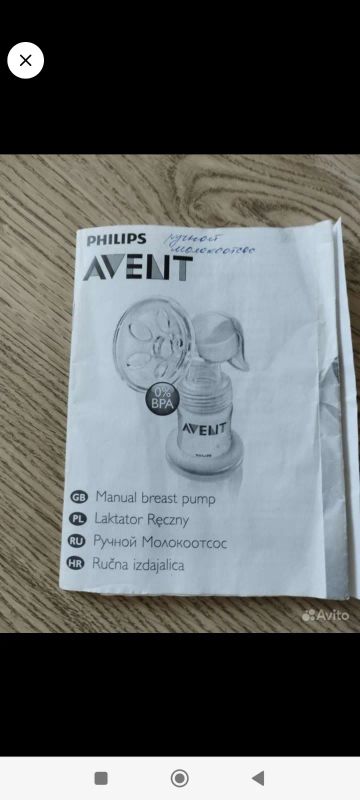 PHILIPS
ручной
молокоотсос
AVENT
0%
BPA
AVENT
GB Manual breast pump
PL Laktator Ręczny
RU Ручной Молокоотсос
HR Ručna izdajalica
Avito